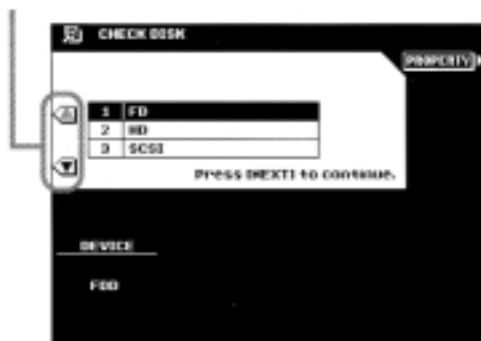 CHECK DISK
PROPERTY
1 FD
2 HD
3 SCSI
Press [NEXT] to continue.
DEVICE
FDD